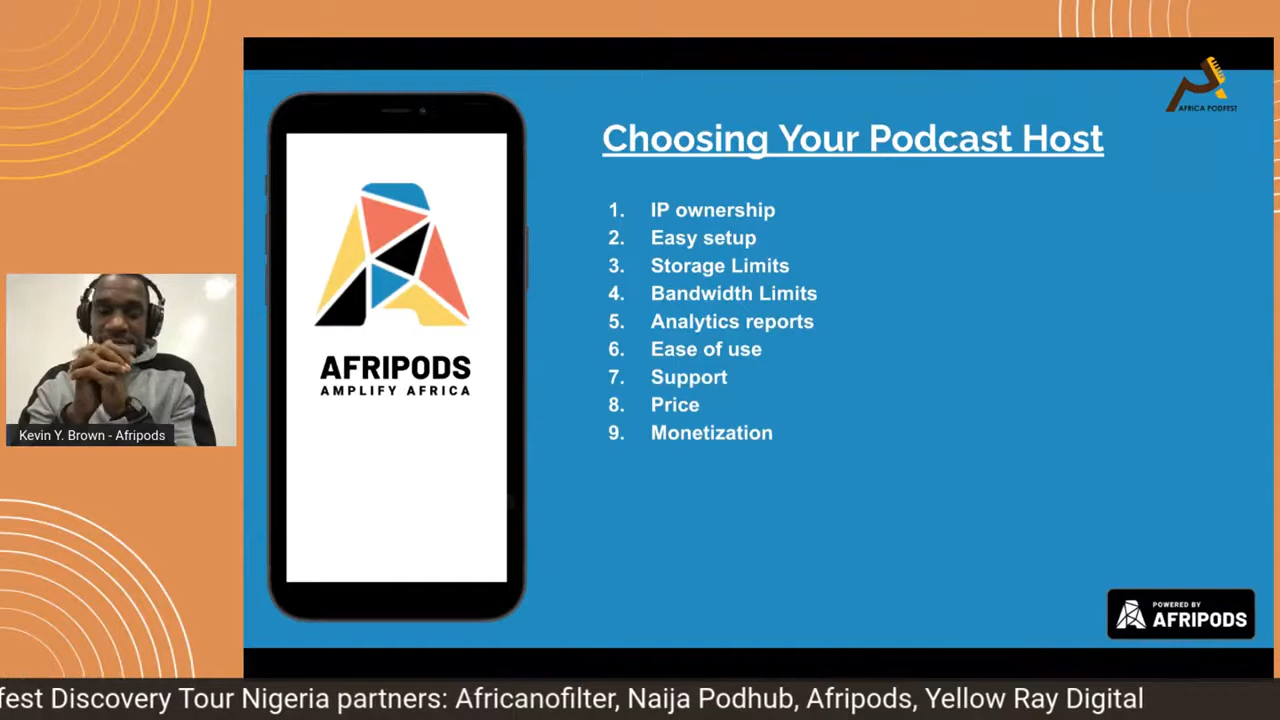 AFRICA PODFEST
Choosing Your Podcast Host
1. IP ownership
2. Easy setup
3. Storage Limits
4. Bandwidth Limits
5. Analytics reports
6. Ease of use
7. Support
8. Price
9. Monetization
AFRIPODS
AMPLIFY AFRICA
Kevin Y. Brown - Afripods
POWERED BY
AFRIPODS
fest Discovery Tour Nigeria partners: Africanofilter, Naija Podhub, Afripods, Yellow Ray Digital